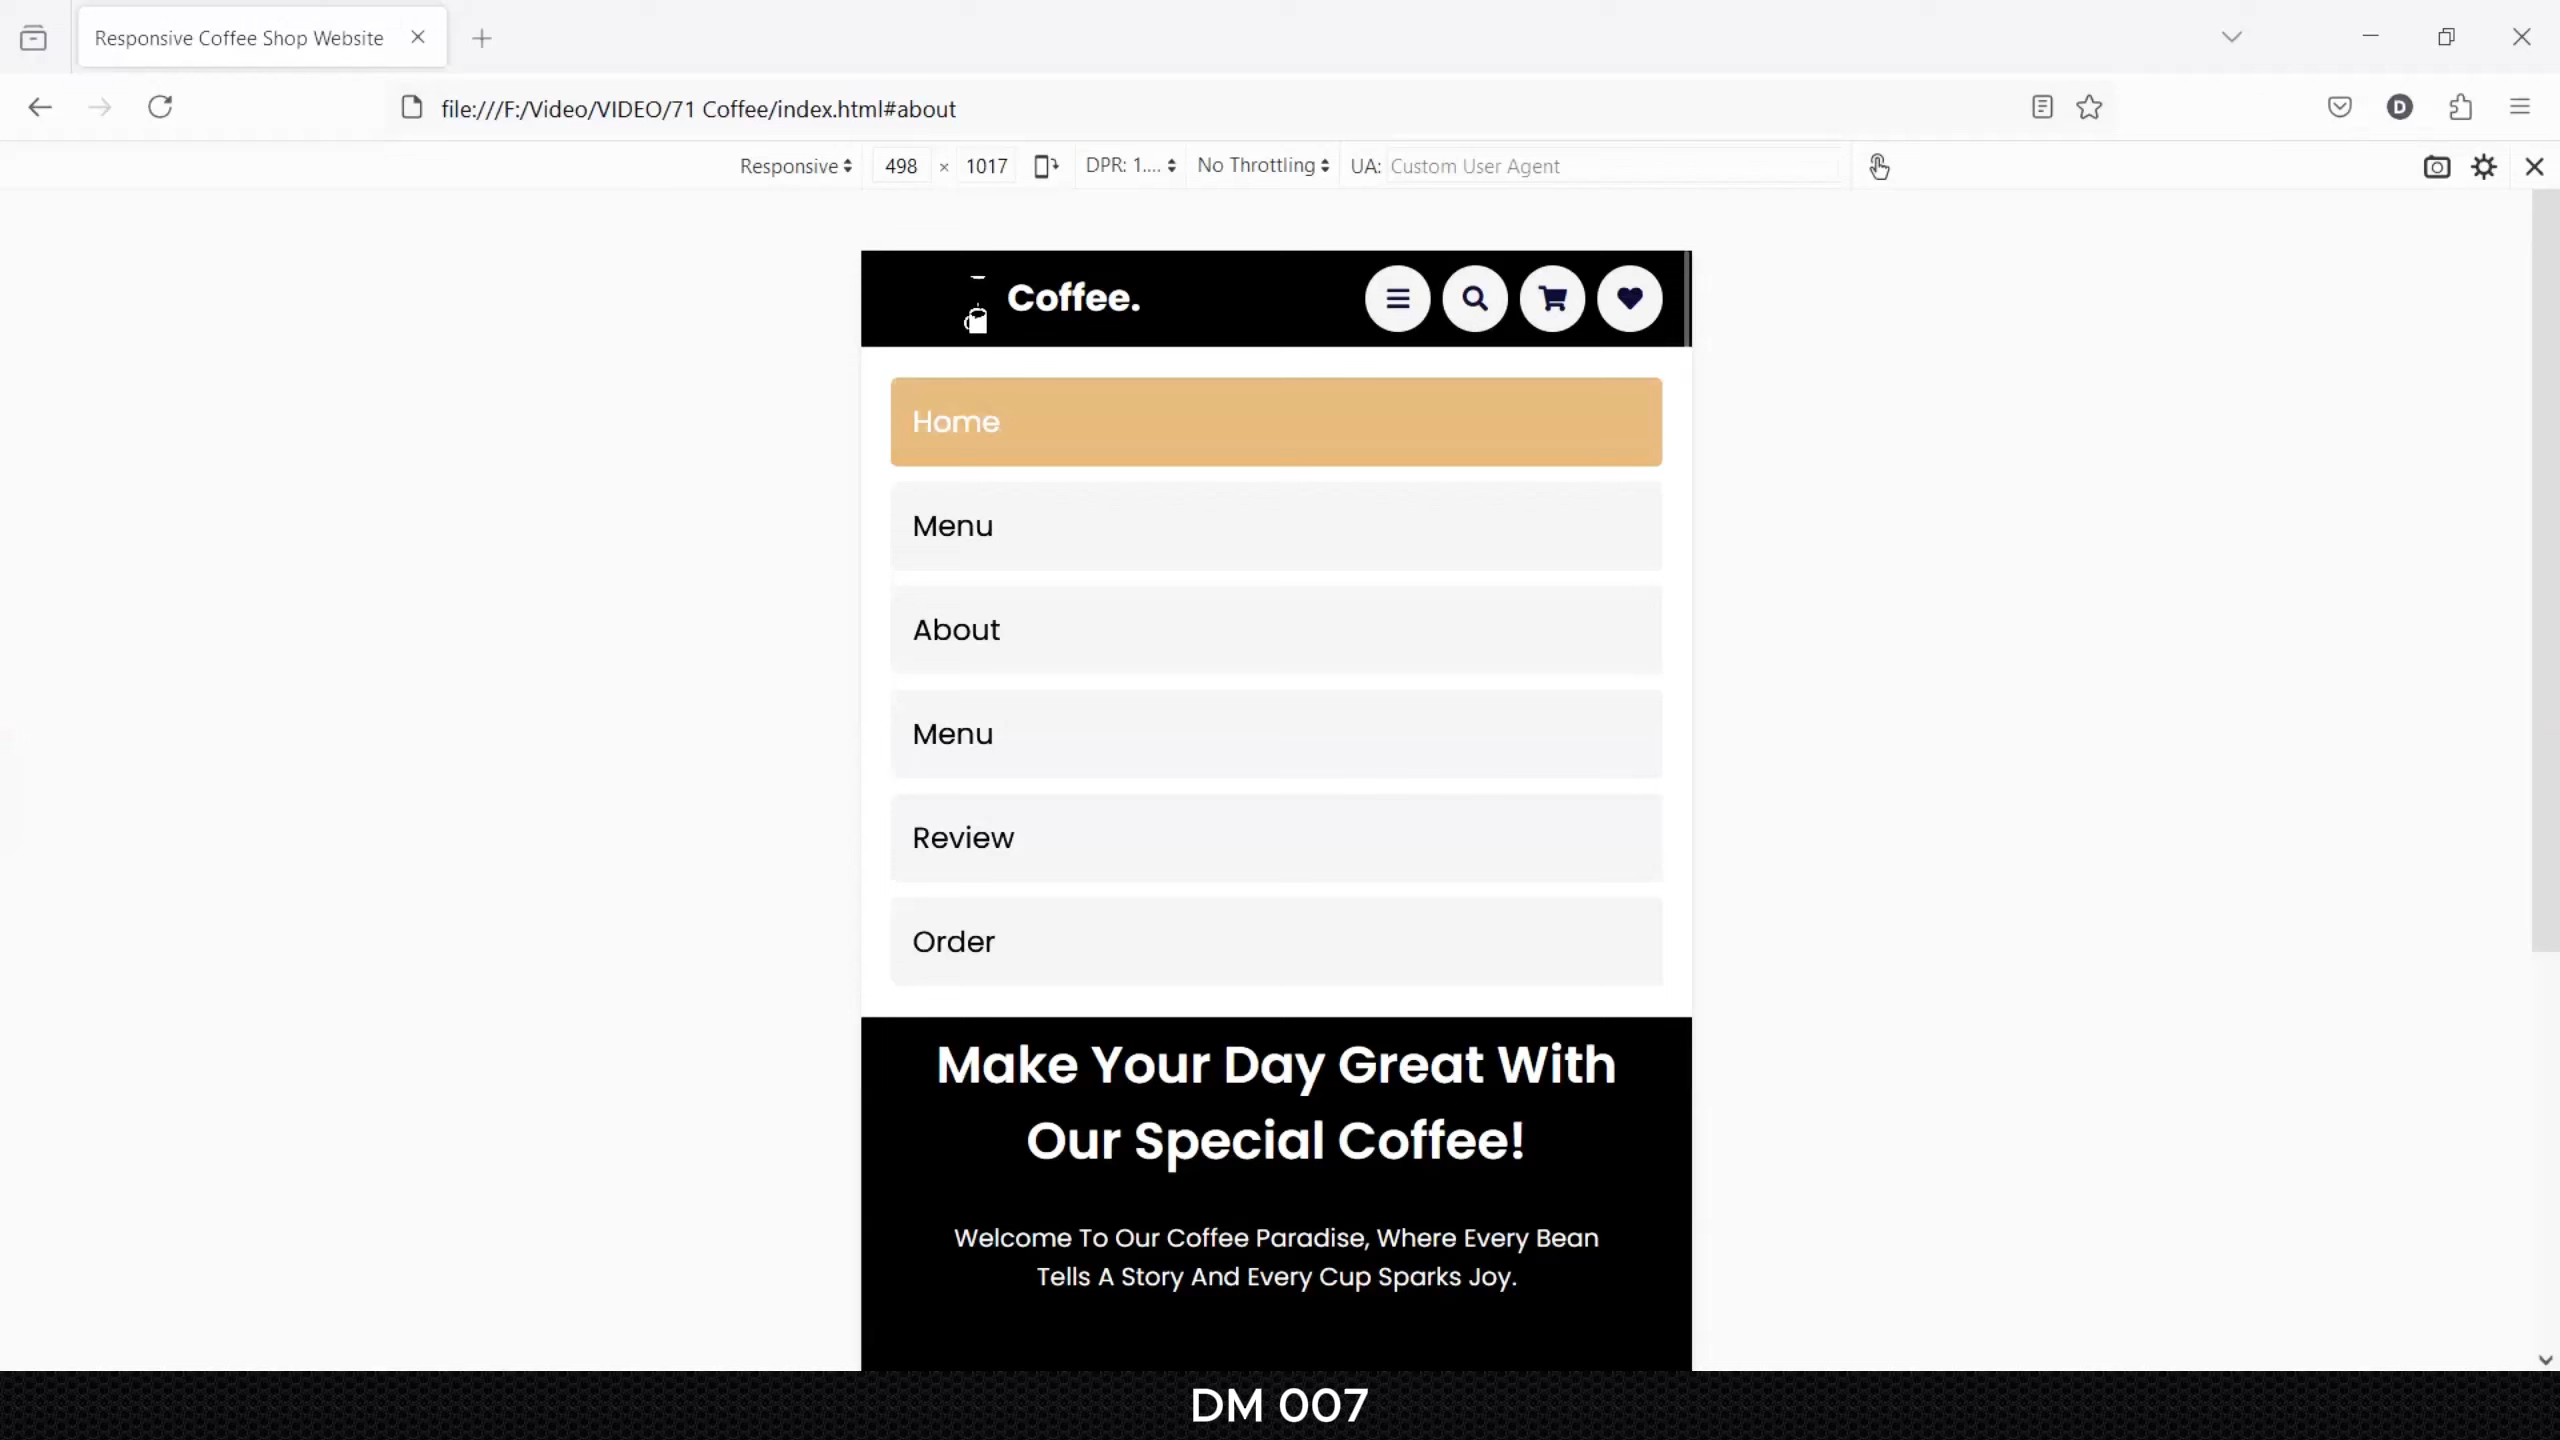 Responsive Coffee Shop Website
file:///F:/Video/VIDEO/71 Coffee/index.html#about
D
Responsive 498 × 1017 DPR: 1.... No Throttling UA: Custom User Agent
Coffee.
Home
Menu
About
Menu
Review
Order
Make Your Day Great With
Our Special Coffee!
Welcome To Our Coffee Paradise, Where Every Bean
Tells A Story And Every Cup Sparks Joy.
DM 007